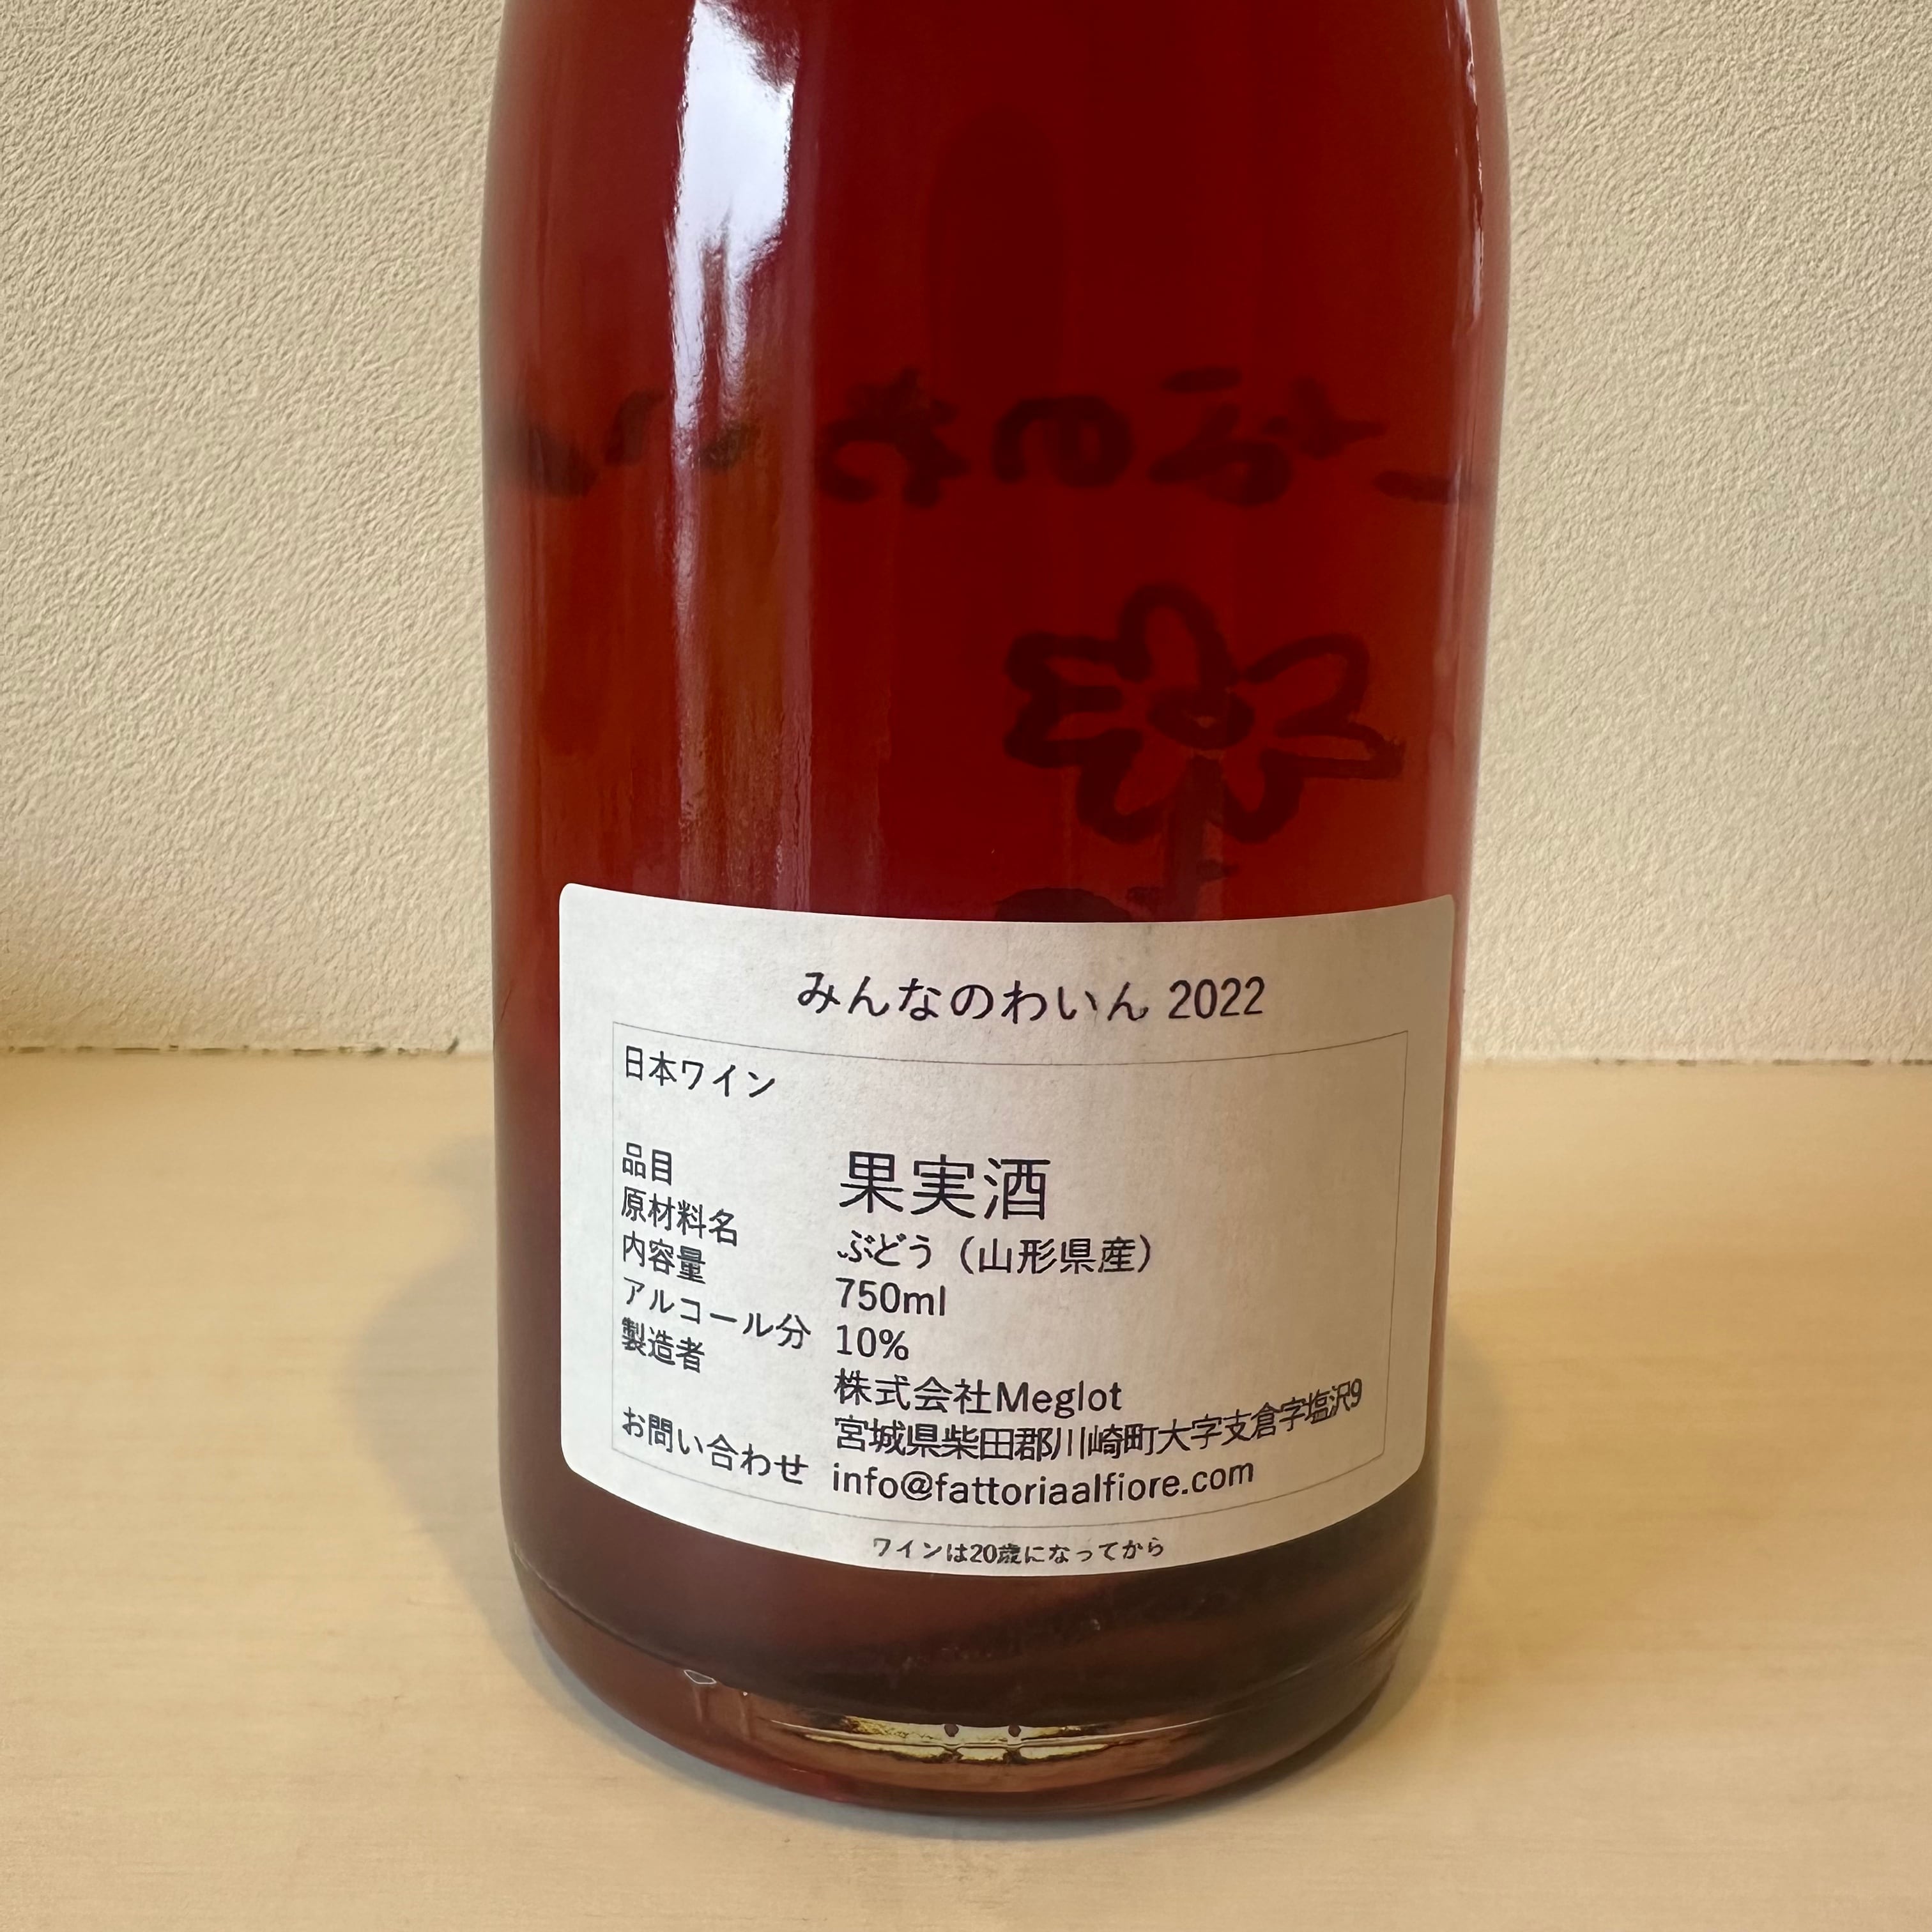 みんなのわいん 2022
日本ワイン
品目 果実酒
原材料名 ぶどう（山形県産）
内容量 750ml
アルコール分 10%
製造者 株式会社Meglot
宮城県柴田郡川崎町大字支倉字塩沢9
お問い合わせ info@fattoriaalfiore.com
ワインは20歳になってから